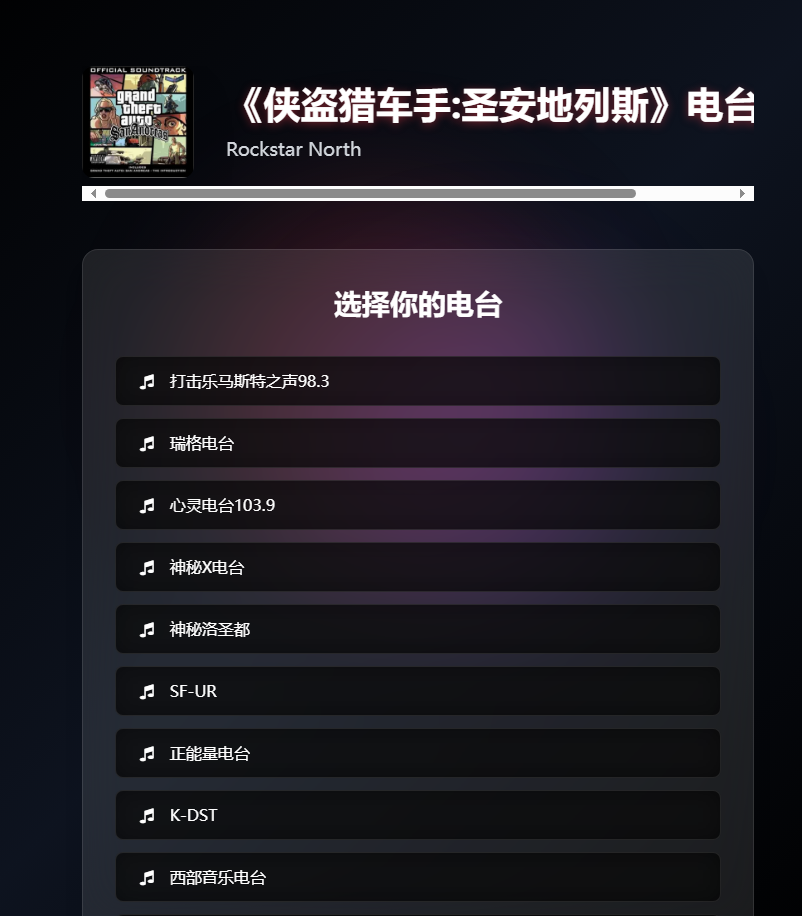 OFFICIAL SOUNDTRACK
grand
theft
auto
SanAndreas
《侠盗猎车手:圣安地列斯》电台
Rockstar North
选择你的电台
打击乐马斯特之声98.3
瑞格电台
心灵电台103.9
神秘X电台
神秘洛圣都
SF-UR
正能量电台
K-DST
西部音乐电台